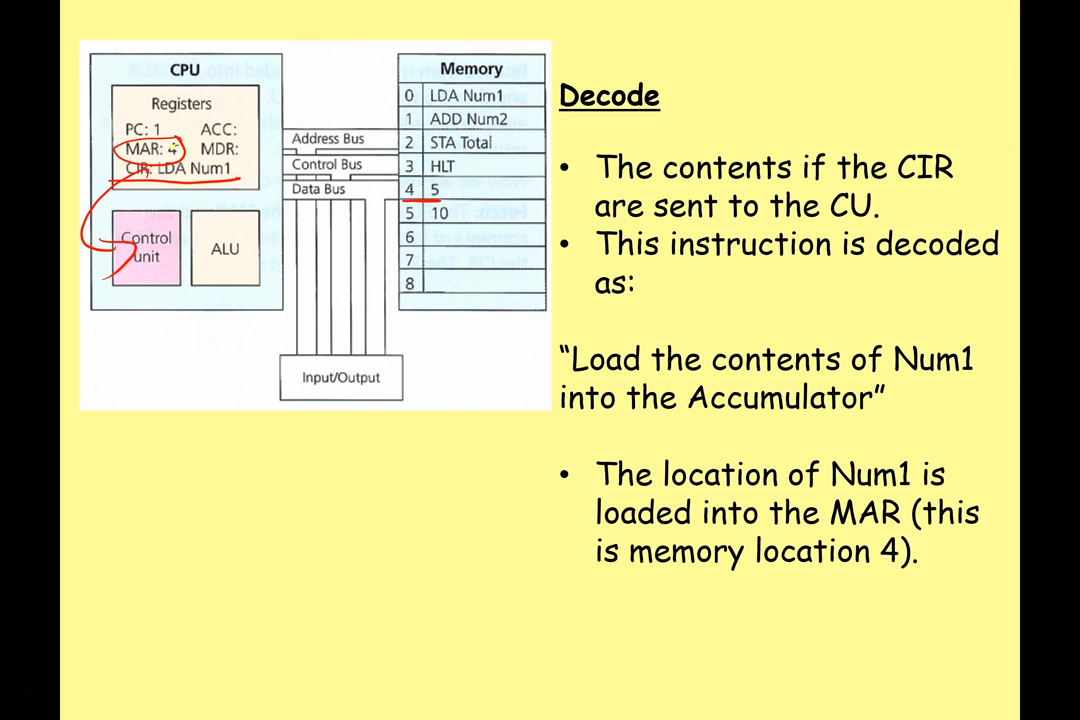 CPU
Registers
PC: 1 ACC:
MAR: 4 MDR:
CIR: LDA Num1
Control
unit
ALU
Address Bus
Control Bus
Data Bus
Memory
0 LDA Num1
1 ADD Num2
2 STA Total
3 HLT
4 5
5 10
6
7
8
Input/Output
Decode
• The contents if the CIR
are sent to the CU.
• This instruction is decoded
as:
“Load the contents of Num1
into the Accumulator”
• The location of Num1 is
loaded into the MAR (this
is memory location 4).